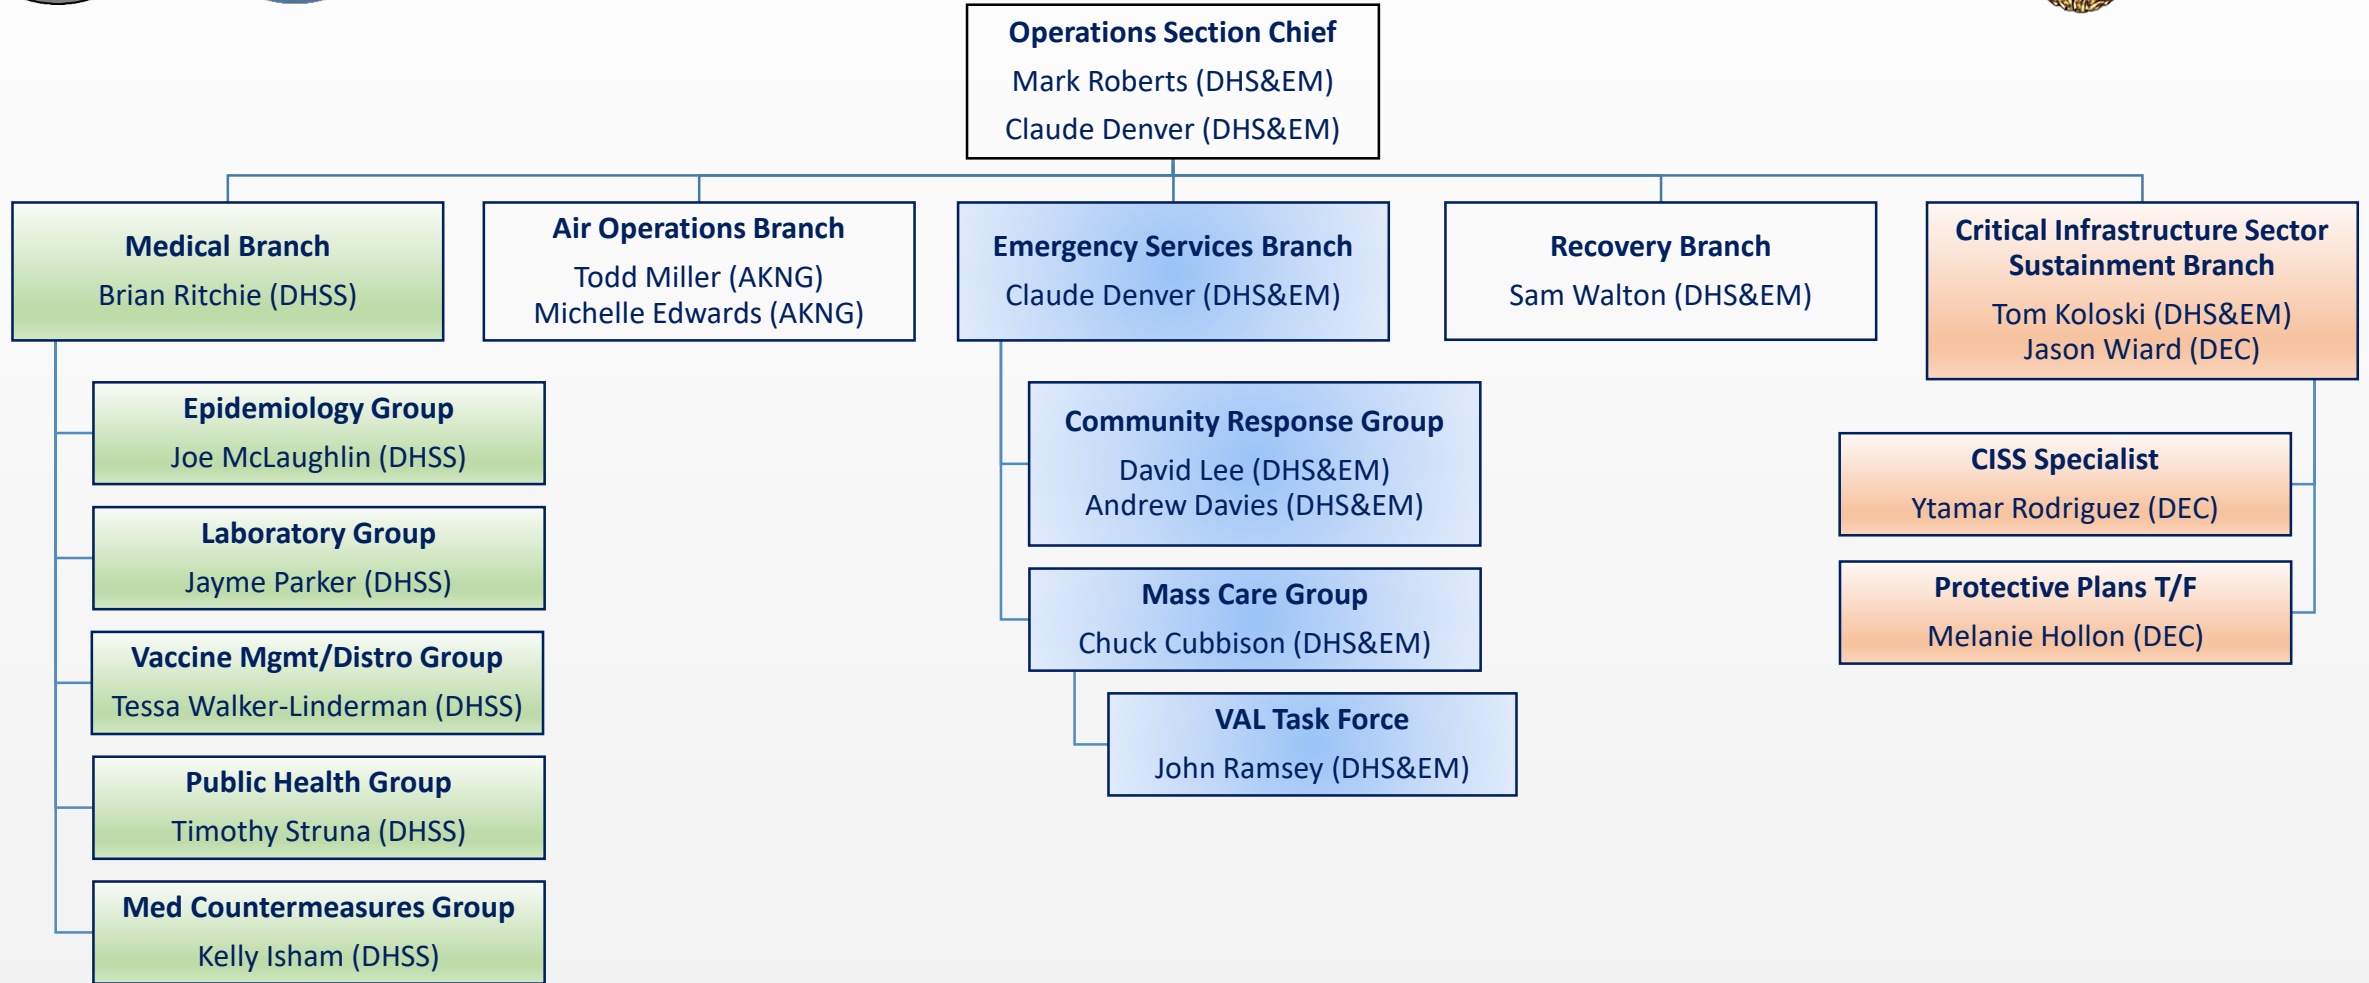 Operations Section Chief
Mark Roberts (DHS&EM)
Claude Denver (DHS&EM)
Medical Branch
Brian Ritchie (DHSS)
Air Operations Branch
Todd Miller (AKNG)
Michelle Edwards (AKNG)
Emergency Services Branch
Claude Denver (DHS&EM)
Recovery Branch
Sam Walton (DHS&EM)
Critical Infrastructure Sector
Sustainment Branch
Tom Koloski (DHS&EM)
Jason Wiard (DEC)
Epidemiology Group
Joe McLaughlin (DHSS)
Laboratory Group
Jayme Parker (DHSS)
Vaccine Mgmt/Distro Group
Tessa Walker-Linderman (DHSS)
Public Health Group
Timothy Struna (DHSS)
Med Countermeasures Group
Kelly Isham (DHSS)
Community Response Group
David Lee (DHS&EM)
Andrew Davies (DHS&EM)
Mass Care Group
Chuck Cubbison (DHS&EM)
VAL Task Force
John Ramsey (DHS&EM)
CISS Specialist
Ytamar Rodriguez (DEC)
Protective Plans T/F
Melanie Hollon (DEC)